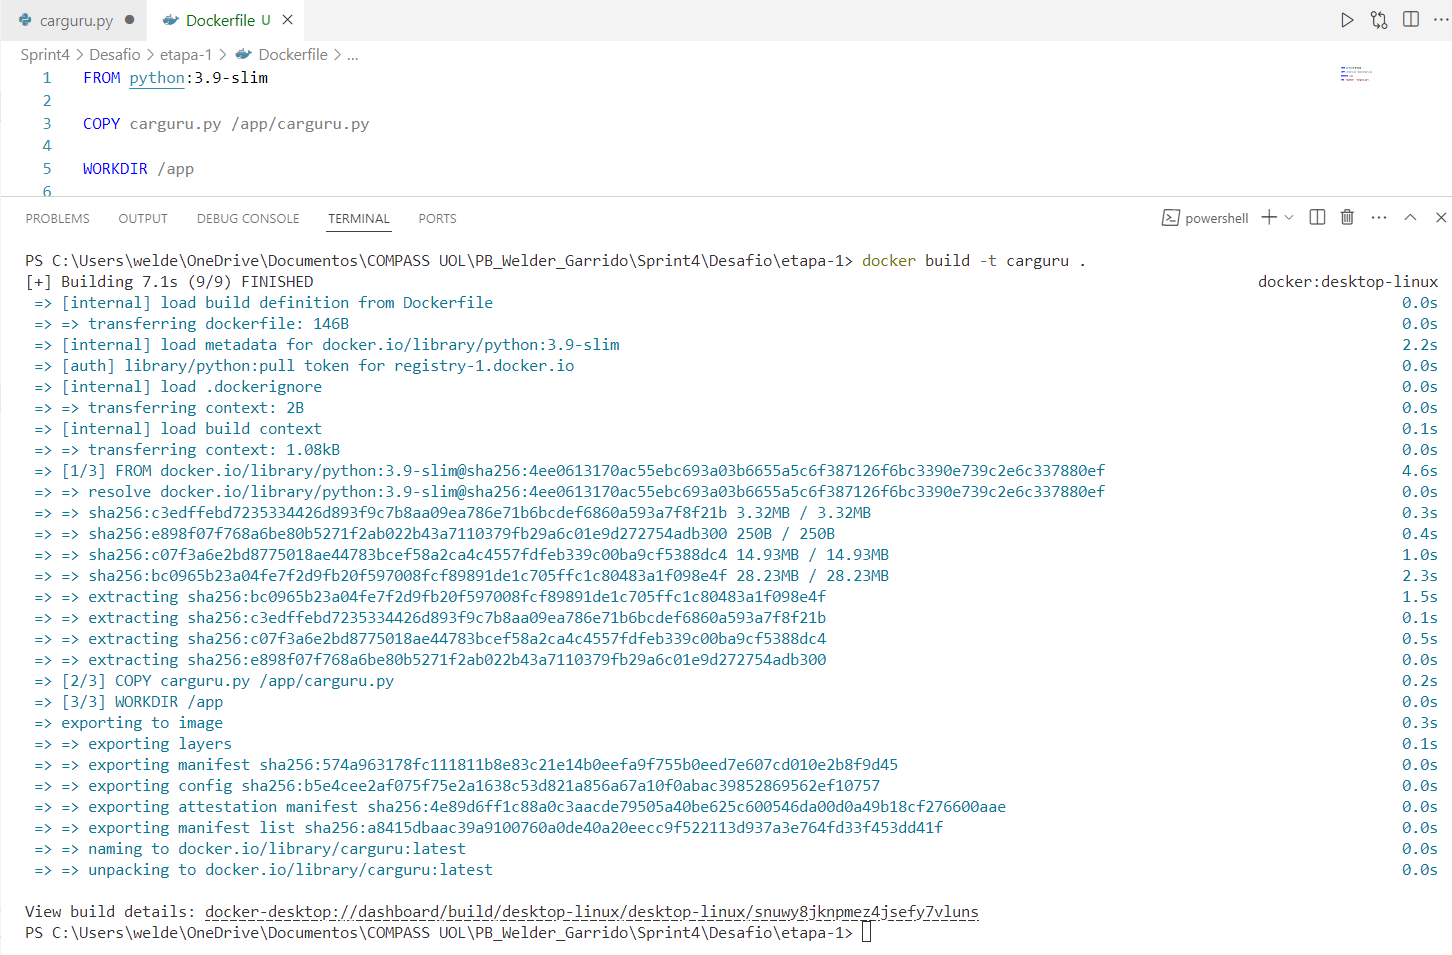 carguru.py
Dockerfile U
Sprint4 > Desafio > etapa-1 > Dockerfile > ...
1 FROM python:3.9-slim
2
3 COPY carguru.py /app/carguru.py
4
5 WORKDIR /app
6
PROBLEMS OUTPUT DEBUG CONSOLE TERMINAL PORTS
powershell
PS C:\Users\welde\OneDrive\Documentos\COMPASS UOL\PB_Welder_Garrido\Sprint4\Desafio\etapa-1> docker build -t carguru .
[+] Building 7.1s (9/9) FINISHED docker:desktop-linux
=> [internal] load build definition from Dockerfile 0.0s
=> => transferring dockerfile: 146B 0.0s
=> [internal] load metadata for docker.io/library/python:3.9-slim 2.2s
=> [auth] library/python:pull token for registry-1.docker.io 0.0s
=> [internal] load .dockerignore 0.0s
=> => transferring context: 2B 0.0s
=> [internal] load build context 0.1s
=> => transferring context: 1.08kB 0.0s
=> [1/3] FROM docker.io/library/python:3.9-slim@sha256:4ee0613170ac55ebc693a03b6655a5c6f387126f6bc3390e739c2e6c337880ef 4.6s
=> => resolve docker.io/library/python:3.9-slim@sha256:4ee0613170ac55ebc693a03b6655a5c6f387126f6bc3390e739c2e6c337880ef 0.0s
=> => sha256:c3edffebd7235334426d893f9c7b8aa09ea786e71b6bcdef6860a593a7f8f21b 3.32MB / 3.32MB 0.3s
=> => sha256:e898f07f768a6be80b5271f2ab022b43a7110379fb29a6c01e9d272754adb300 250B / 250B 0.4s
=> => sha256:c07f3a6e2bd8775018ae44783bcef58a2ca4c4557fdfeb339c00ba9cf5388dc4 14.93MB / 14.93MB 1.0s
=> => sha256:bc0965b23a04fe7f2d9fb20f597008fcf89891de1c705ffc1c80483a1f098e4f 28.23MB / 28.23MB 2.3s
=> => extracting sha256:bc0965b23a04fe7f2d9fb20f597008fcf89891de1c705ffc1c80483a1f098e4f 1.5s
=> => extracting sha256:c3edffebd7235334426d893f9c7b8aa09ea786e71b6bcdef6860a593a7f8f21b 0.1s
=> => extracting sha256:c07f3a6e2bd8775018ae44783bcef58a2ca4c4557fdfeb339c00ba9cf5388dc4 0.5s
=> => extracting sha256:e898f07f768a6be80b5271f2ab022b43a7110379fb29a6c01e9d272754adb300 0.0s
=> [2/3] COPY carguru.py /app/carguru.py 0.2s
=> [3/3] WORKDIR /app 0.0s
=> exporting to image 0.3s
=> => exporting layers 0.1s
=> => exporting manifest sha256:574a963178fc111811b8e83c21e14b0eefa9f755b0eed7e607cd010e2b8f9d45 0.0s
=> => exporting config sha256:b5e4cee2af075f75e2a1638c53d821a856a67a10f0abac39852869562ef10757 0.0s
=> => exporting attestation manifest sha256:4e89d6ff1c88a0c3aacde79505a40be625c600546da00d0a49b18cf276600aae 0.0s
=> => exporting manifest list sha256:a8415dbaac39a9100760a0de40a20eecc9f522113d937a3e764fd33f453dd41f 0.0s
=> => naming to docker.io/library/carguru:latest 0.0s
=> => unpacking to docker.io/library/carguru:latest 0.0s
View build details: docker-desktop://dashboard/build/desktop-linux/desktop-linux/snuwy8jknpmez4jsefy7vluns
PS C:\Users\welde\OneDrive\Documentos\COMPASS UOL\PB_Welder_Garrido\Sprint4\Desafio\etapa-1>